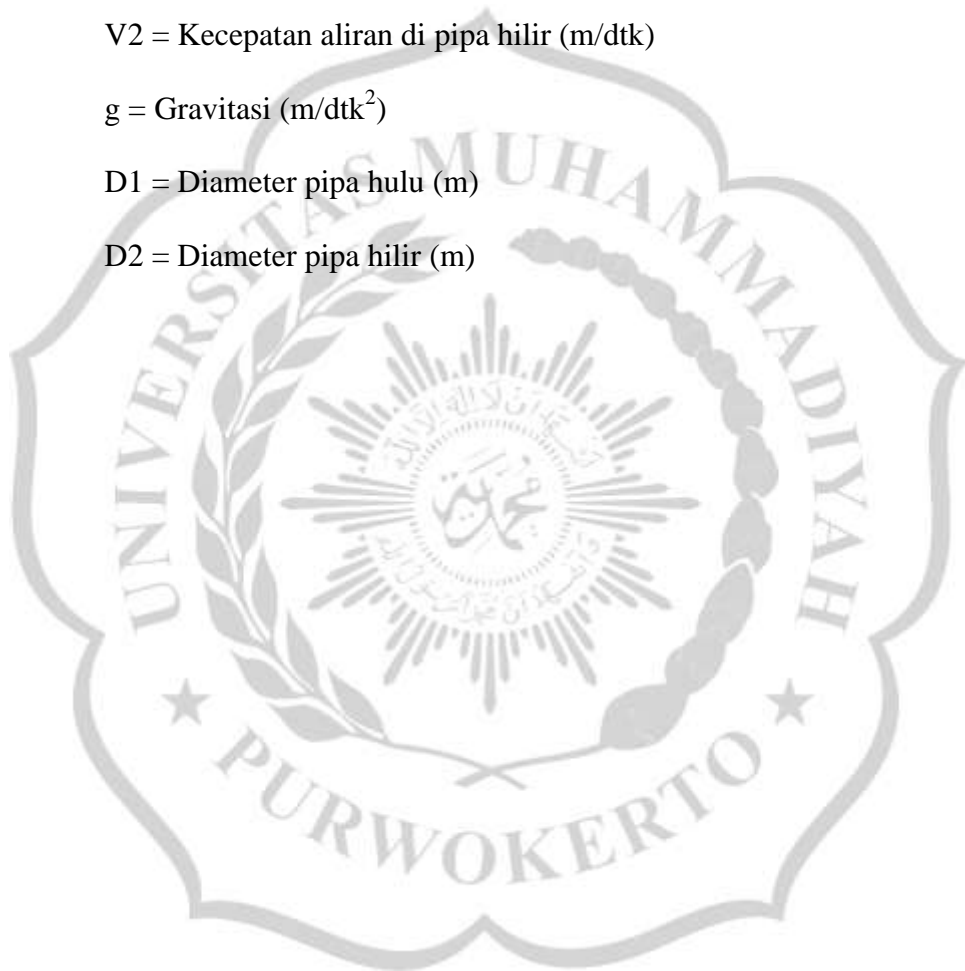 V2 = Kecepatan aliran di pipa hilir (m/dtk)
g = Gravitasi (m/dtk²)
D1 = Diameter pipa hulu (m)
D2 = Diameter pipa hilir (m)
UNIVERSITAS MUHAMMADIYAH
PURWOKERTO